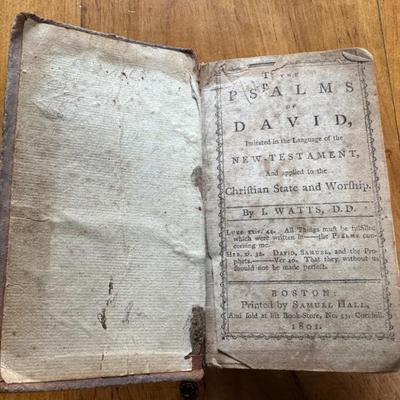 THE
PSALMS
OF
DAVID,
Imitated in the Language of the
NEW-TESTAMENT,
And applied to the
Christian State and Worship.
By I. WATTS, D.D.
LUKE xxiv. 44. All Things must be fulfilled
which were written in——the PSALMS con-
cerning me.
HEB. xi. 32. DAVID, SAMUEL, and the Pro-
phets.——Ver 40. That they without us
should not be made perfect.
BOSTON:
Printed by SAMUEL HALL,
And sold at his Book-Store, No. 53, Cornhill.
1801.